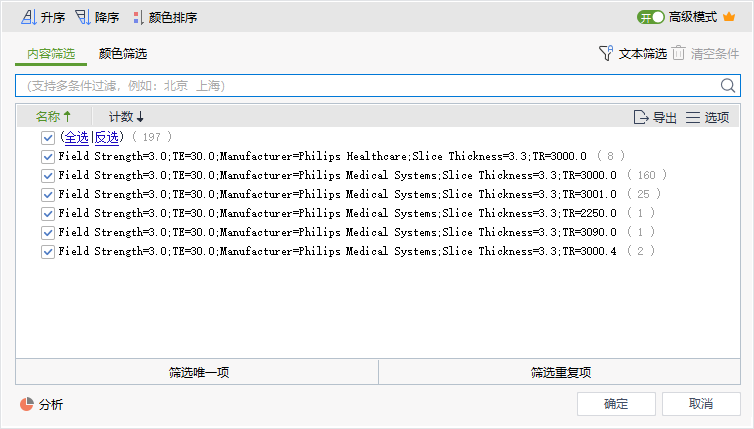 升序 降序 颜色排序 开 高级模式
内容筛选 颜色筛选 文本筛选 清空条件
(支持多条件过滤，例如：北京 上海)
名称 计数 导出 选项
(全选|反选) ( 197 )
Field Strength=3.0;TE=30.0;Manufacturer=Philips Healthcare;Slice Thickness=3.3;TR=3000.0 ( 8 )
Field Strength=3.0;TE=30.0;Manufacturer=Philips Medical Systems;Slice Thickness=3.3;TR=3000.0 ( 160 )
Field Strength=3.0;TE=30.0;Manufacturer=Philips Medical Systems;Slice Thickness=3.3;TR=3001.0 ( 25 )
Field Strength=3.0;TE=30.0;Manufacturer=Philips Medical Systems;Slice Thickness=3.3;TR=2250.0 ( 1 )
Field Strength=3.0;TE=30.0;Manufacturer=Philips Medical Systems;Slice Thickness=3.3;TR=3090.0 ( 1 )
Field Strength=3.0;TE=30.0;Manufacturer=Philips Medical Systems;Slice Thickness=3.3;TR=3000.4 ( 2 )
筛选唯一项 筛选重复项
分析 确定 取消